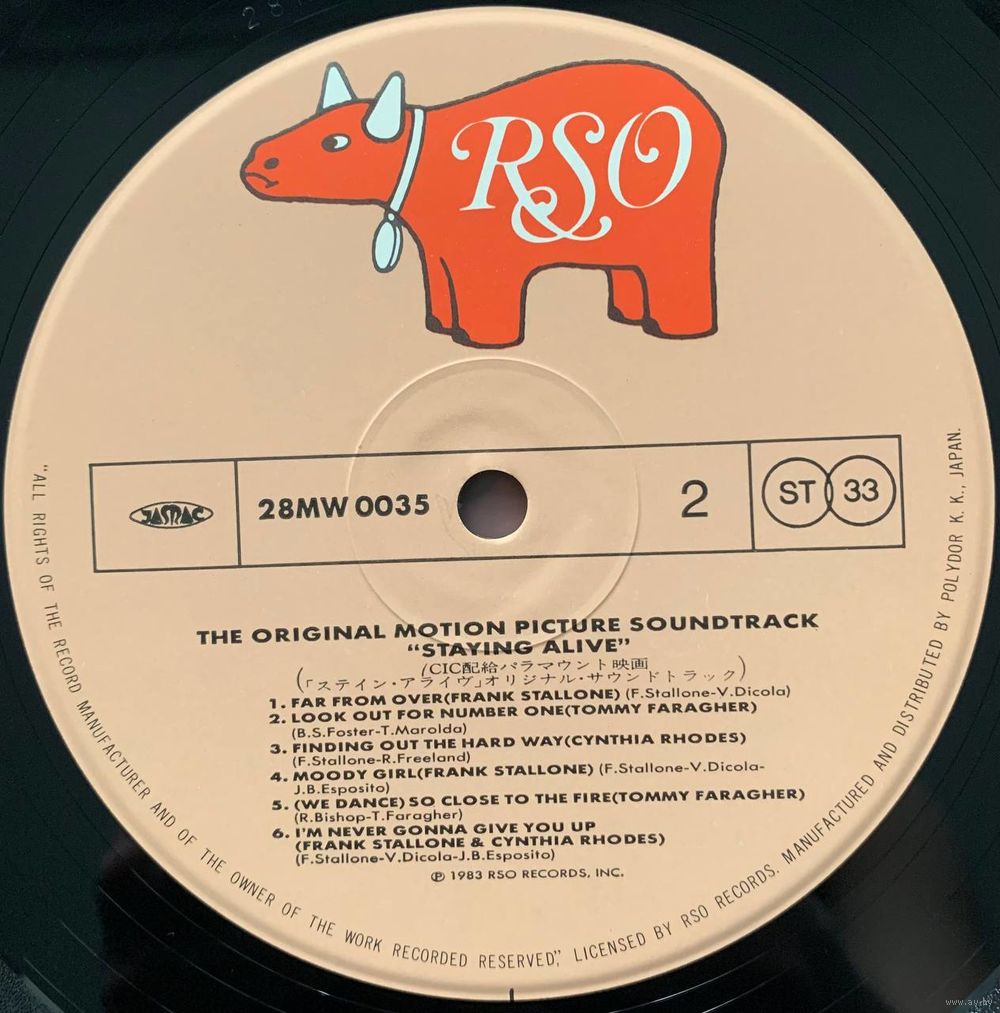 RSO
JASRAC
28MW 0035
2
ST 33
THE ORIGINAL MOTION PICTURE SOUNDTRACK
“STAYING ALIVE”
(CIC配給パラマウント映画
「ステイン・アライヴ」オリジナル・サウンドトラック)
1. FAR FROM OVER(FRANK STALLONE) (F.Stallone-V.Dicola)
2. LOOK OUT FOR NUMBER ONE(TOMMY FARAGHER)
(B.S.Foster-T.Marolda)
3. FINDING OUT THE HARD WAY(CYNTHIA RHODES)
(F.Stallone-R.Freeland)
4. MOODY GIRL(FRANK STALLONE) (F.Stallone-V.Dicola-
J.B.Esposito)
5. (WE DANCE) SO CLOSE TO THE FIRE(TOMMY FARAGHER)
(R.Bishop-T.Faragher)
6. I'M NEVER GONNA GIVE YOU UP
(FRANK STALLONE & CYNTHIA RHODES)
(F.Stallone-V.Dicola-J.B.Esposito)
℗ 1983 RSO RECORDS, INC.
“ALL RIGHTS OF THE RECORD MANUFACTURER AND OF THE OWNER OF THE WORK RECORDED RESERVED”, LICENSED BY RSO RECORDS. MANUFACTURED AND DISTRIBUTED BY POLYDOR K. K., JAPAN.
www.ay.by